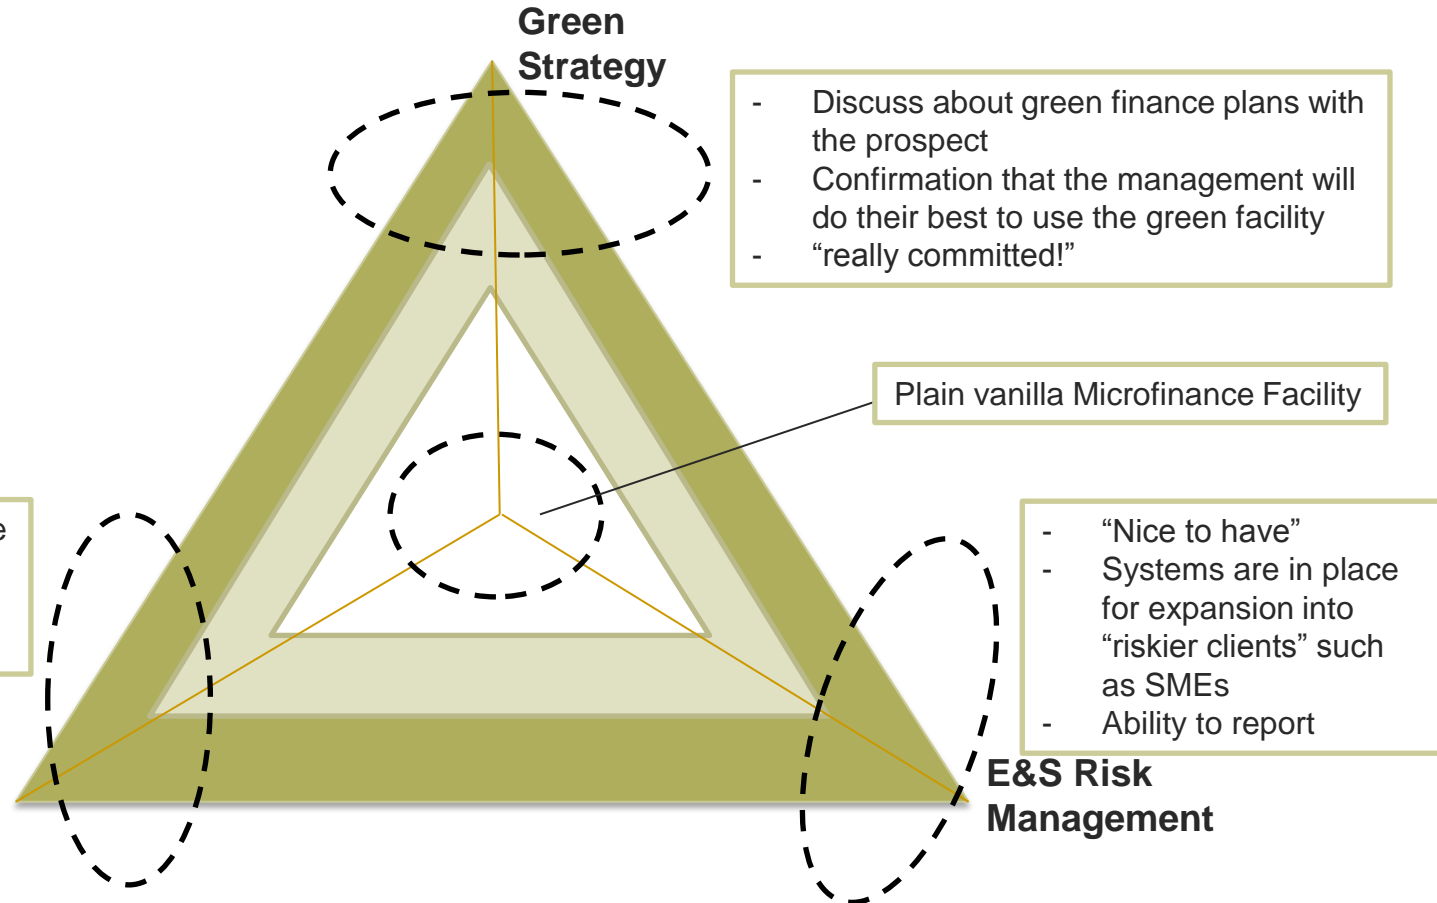 Green
Strategy
- Discuss about green finance plans with
the prospect
- Confirmation that the management will
do their best to use the green facility
- “really committed!”
Plain vanilla Microfinance Facility
e
- “Nice to have”
- Systems are in place
for expansion into
“riskier clients” such
as SMEs
- Ability to report
E&S Risk
Management